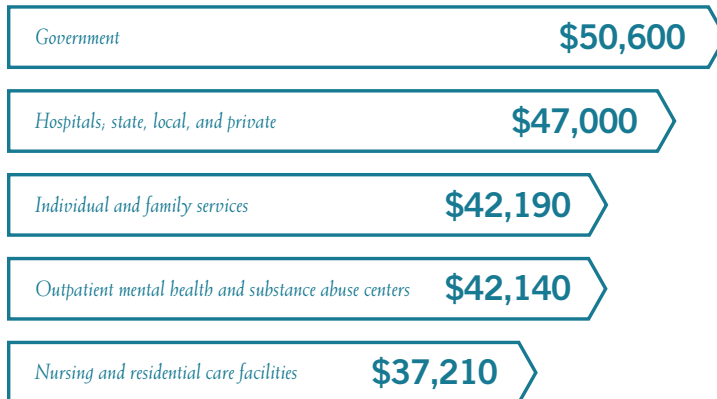 Government $50,600
Hospitals; state, local, and private $47,000
Individual and family services $42,190
Outpatient mental health and substance abuse centers $42,140
Nursing and residential care facilities $37,210